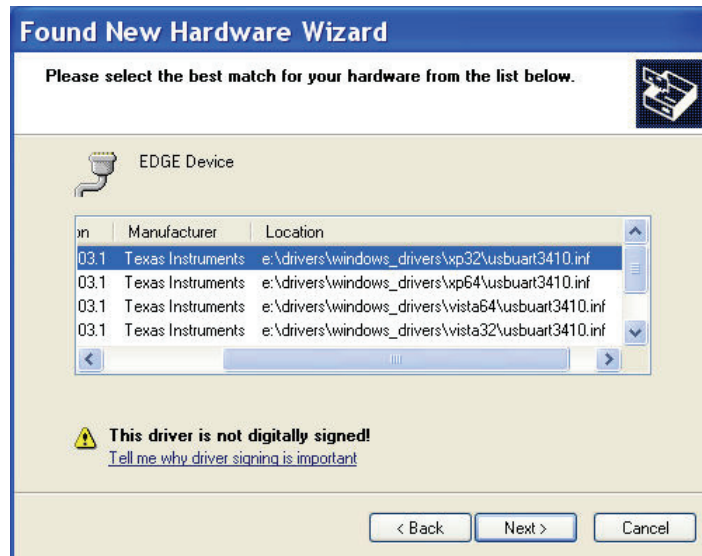 Found New Hardware Wizard
Please select the best match for your hardware from the list below.
EDGE Device
on Manufacturer Location
03.1 Texas Instruments e:\drivers\windows_drivers\xp32\usbuart3410.inf
03.1 Texas Instruments e:\drivers\windows_drivers\xp64\usbuart3410.inf
03.1 Texas Instruments e:\drivers\windows_drivers\vista64\usbuart3410.inf
03.1 Texas Instruments e:\drivers\windows_drivers\vista32\usbuart3410.inf
This driver is not digitally signed!
Tell me why driver signing is important
< Back Next > Cancel